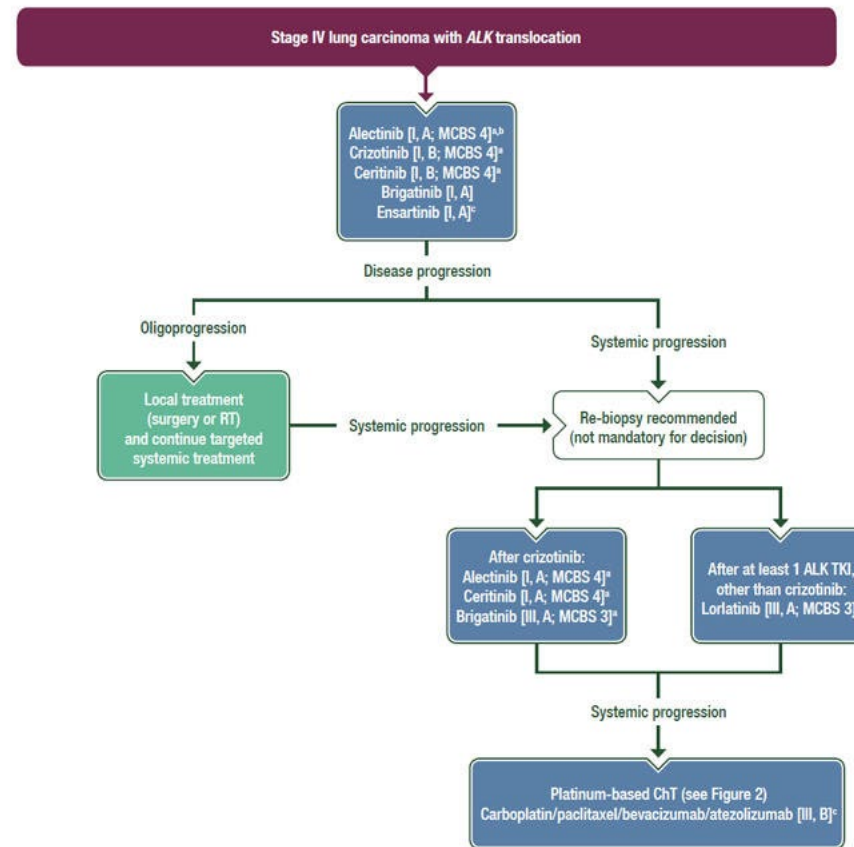 Stage IV lung carcinoma with ALK translocation
Alectinib [I, A; MCBS 4]ᵃ,ᵇ
Crizotinib [I, B; MCBS 4]ᵃ
Ceritinib [I, B; MCBS 4]ᵃ
Brigatinib [I, A]
Ensartinib [I, A]ᶜ
Disease progression
Oligoprogression
Systemic progression
Local treatment
(surgery or RT)
and continue targeted
systemic treatment
Systemic progression
Re-biopsy recommended
(not mandatory for decision)
After crizotinib:
Alectinib [I, A; MCBS 4]ᵃ
Ceritinib [I, A; MCBS 4]ᵃ
Brigatinib [III, A; MCBS 3]ᵃ
After at least 1 ALK TKI,
other than crizotinib:
Lorlatinib [III, A; MCBS 3]
Systemic progression
Platinum-based ChT (see Figure 2)
Carboplatin/paclitaxel/bevacizumab/atezolizumab [III, B]ᶜ